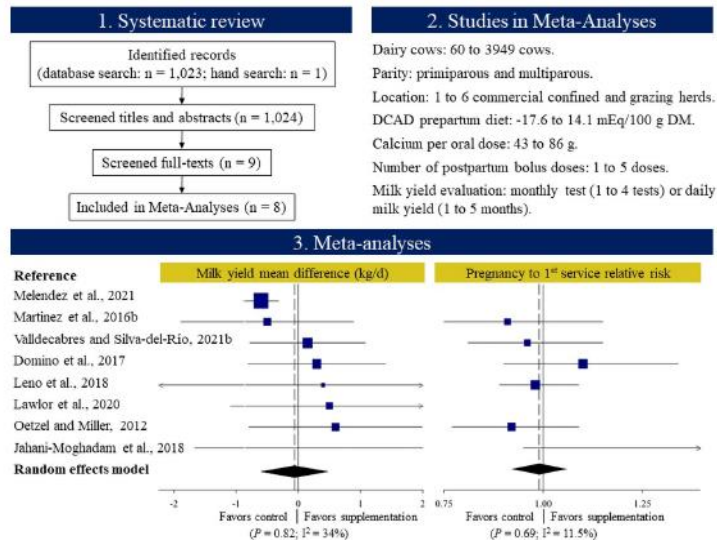 1. Systematic review
Identified records
(database search: n = 1,023; hand search: n = 1)
Screened titles and abstracts (n = 1,024)
Screened full-texts (n = 9)
Included in Meta-Analyses (n = 8)
2. Studies in Meta-Analyses
Dairy cows: 60 to 3949 cows.
Parity: primiparous and multiparous.
Location: 1 to 6 commercial confined and grazing herds.
DCAD prepartum diet: -17.6 to 14.1 mEq/100 g DM.
Calcium per oral dose: 43 to 86 g.
Number of postpartum bolus doses: 1 to 5 doses.
Milk yield evaluation: monthly test (1 to 4 tests) or daily
milk yield (1 to 5 months).
3. Meta-analyses
Reference
Milk yield mean difference (kg/d)
Pregnancy to 1st service relative risk
Melendez et al., 2021
Martinez et al., 2016b
Valldecabres and Silva-del-Río, 2021b
Domino et al., 2017
Leno et al., 2018
Lawlor et al., 2020
Oetzel and Miller, 2012
Jahani-Moghadam et al., 2018
Random effects model
-2 -1 0 1 2
0.75 1.00 1.25
Favors control Favors supplementation
(P = 0.82; I² = 34%)
Favors control Favors supplementation
(P = 0.69; I² = 11.5%)